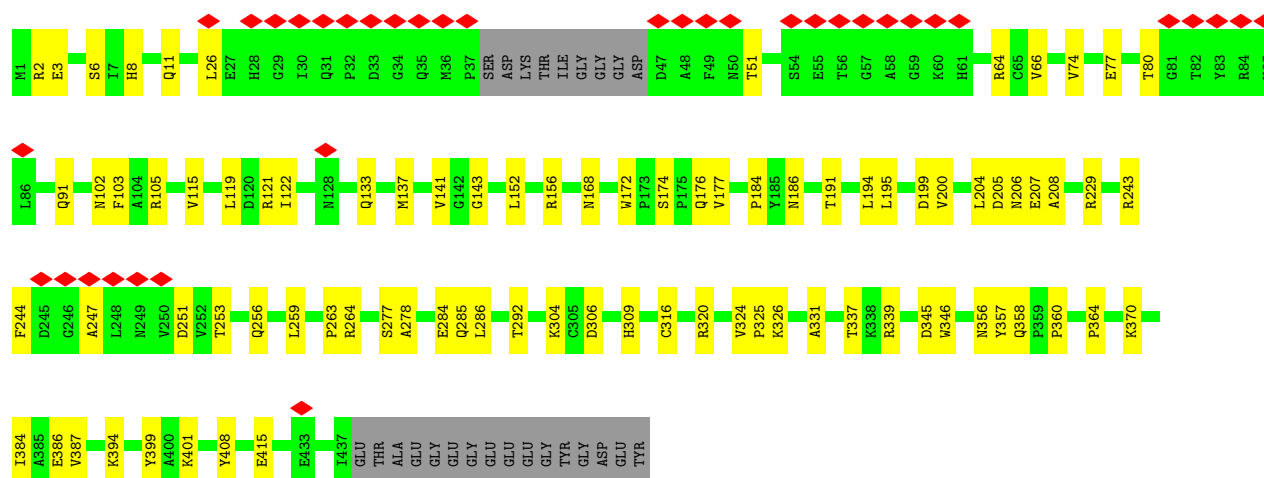 M1 R2 E3 S6 I7 H8 Q11 L26 E27 H28 G29 I30 Q31 P32 D33 G34 Q35 M36 P37 SER ASP LYS THR ILE GLY GLY GLY ASP D47 A48 F49 N50 T51 S54 E55 T56 G57 A58 G59 K60 H61 R64 C65 V66 V74 E77 T80 G81 T82 Y83 R84
L86 Q91 N102 F103 A104 R105 V115 L119 D120 R121 I122 N128 Q133 M137 V141 G142 G143 L152 R156 N168 W172 P173 S174 P175 Q176 V177 P184 Y185 N186 T191 L194 L195 D199 V200 L204 D205 N206 E207 A208 R229 R243
F244 D245 G246 A247 L248 N249 V250 D251 V252 T253 Q256 L259 P263 R264 S277 A278 E284 Q285 L286 T292 K304 C305 D306 H309 C316 R320 V324 P325 K326 A331 T337 K338 R339 D345 W346 N356 Y357 Q358 P359 P360 P364 K370
I384 A385 E386 V387 K394 Y399 A400 K401 Y408 E415 E433 I437 GLU THR ALA GLU GLY GLU GLY GLU GLU GLU GLY TYR GLY ASP GLU TYR